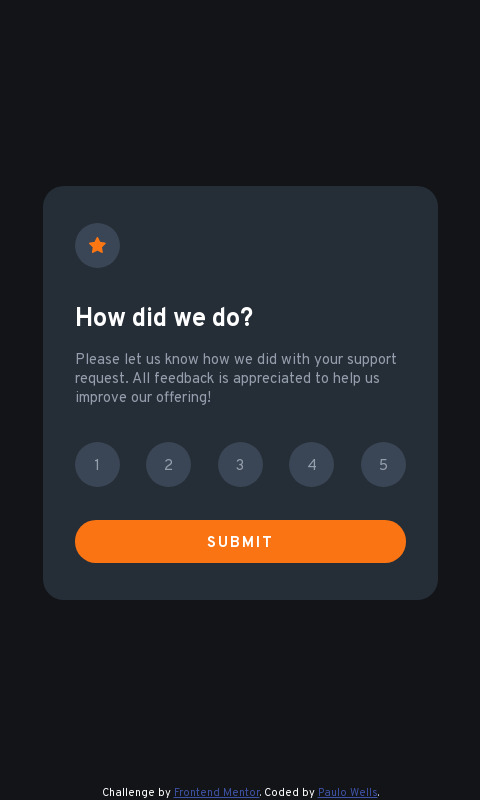 How did we do?
Please let us know how we did with your support
request. All feedback is appreciated to help us
improve our offering!
1 2 3 4 5
SUBMIT
Challenge by Frontend Mentor. Coded by Paulo Wells.